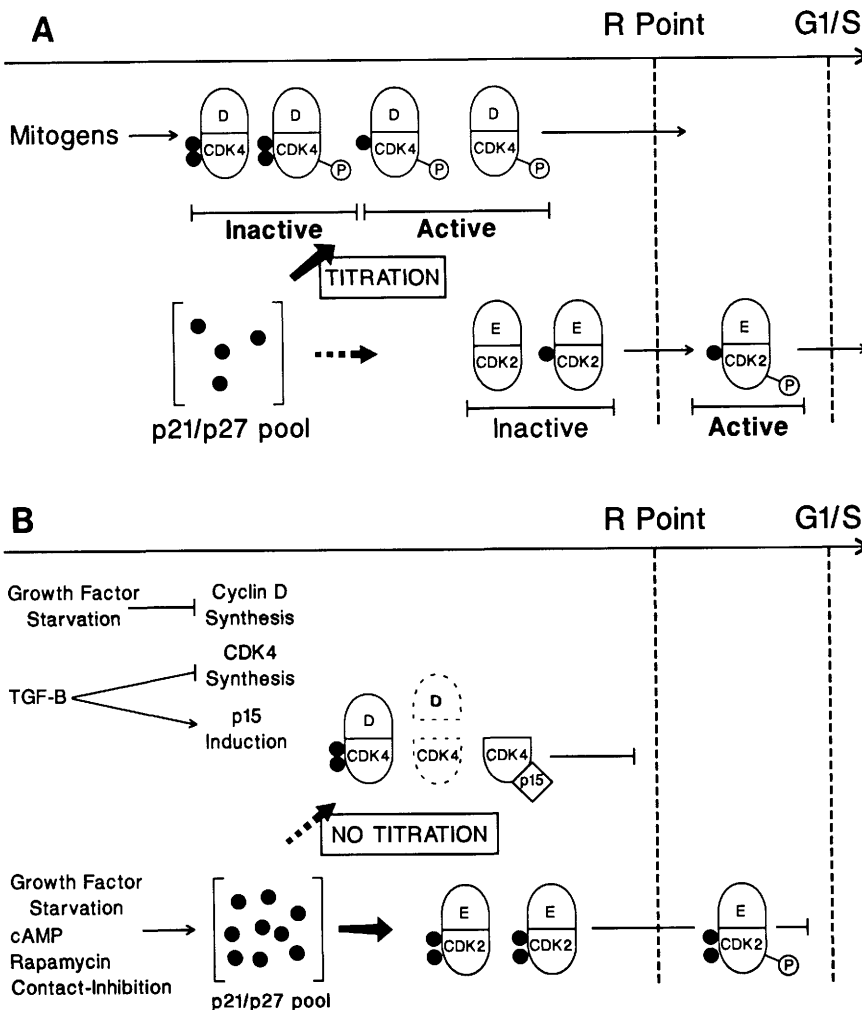 A
R Point
G1/S
Mitogens
D
CDK4
D
CDK4
P
D
CDK4
P
D
CDK4
P
Inactive
Active
TITRATION
p21/p27 pool
E
CDK2
E
CDK2
Inactive
E
CDK2
P
Active
B
R Point
G1/S
Growth Factor
Starvation
Cyclin D
Synthesis
TGF-B
CDK4
Synthesis
p15
Induction
D
CDK4
D
CDK4
CDK4
p15
NO TITRATION
Growth Factor
Starvation
cAMP
Rapamycin
Contact-Inhibition
p21/p27 pool
E
CDK2
E
CDK2
E
CDK2
P